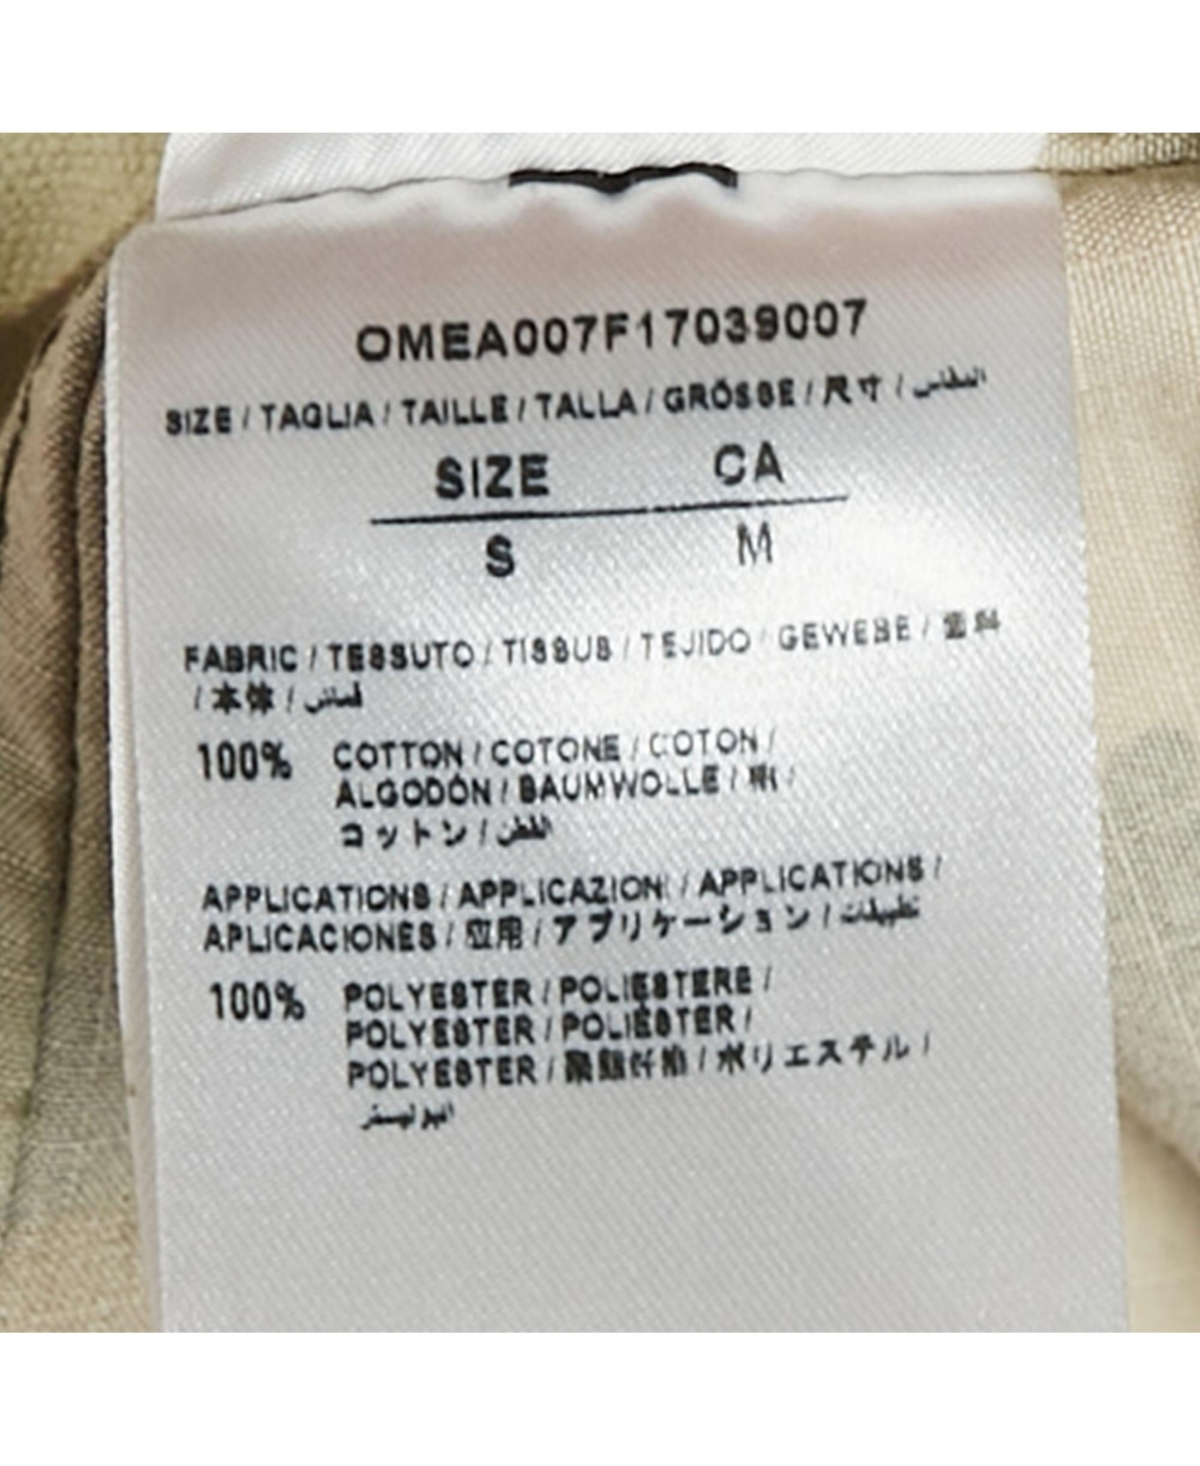 OMEA007F17039007
SIZE / TAGLIA / TAILLE / TALLA / GRÖSSE / 尺寸 / المقاس
SIZE CA
S M
FABRIC / TESSUTO / TISSUS / TEJIDO / GEWEBE / 面料
/ 本体 / قماش
100% COTTON / COTONE / COTON /
ALGODÓN / BAUMWOLLE / 棉 /
コットン / القطن
APPLICATIONS / APPLICAZIONI / APPLICATIONS /
APLICACIONES / 应用 / アプリケーション / تطبيقات
100% POLYESTER / POLIESTERE /
POLYESTER / POLIÉSTER /
POLYESTER / 聚酯纤维 / ポリエステル /
البوليستر